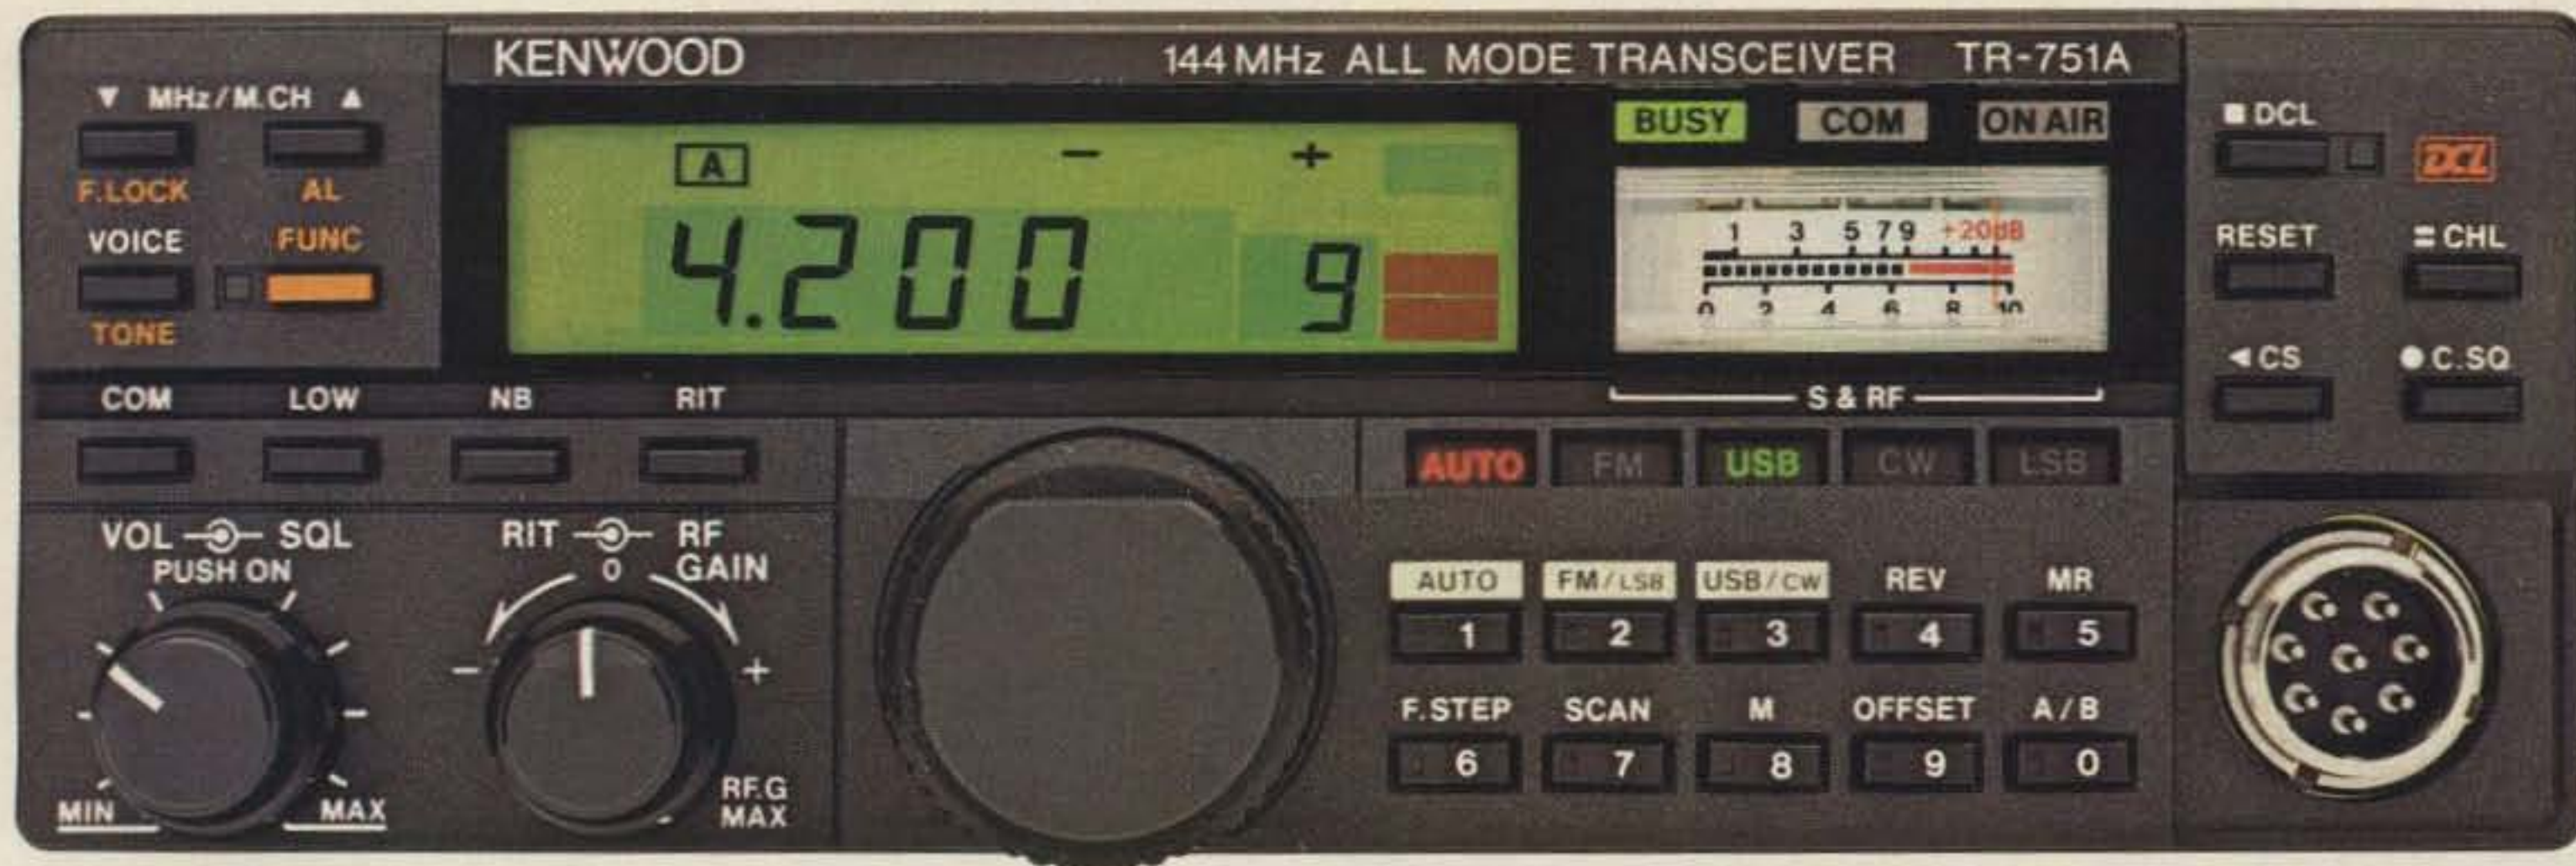 KENWOOD 144 MHz ALL MODE TRANSCEIVER TR-751A
▼ MHz/M.CH ▲
F.LOCK AL
VOICE FUNC
TONE
A − +
4.200 9
BUSY COM ON AIR
1 3 5 7 9 +20dB
0 2 4 6 8 10
S & RF
■ DCL
DCL
RESET = CHL
◄ CS ● C.SQ
COM LOW NB RIT
AUTO FM USB CW LSB
VOL SQL
PUSH ON
MIN MAX
RIT RF
0 GAIN
− +
RF.G
MAX
AUTO FM/LSB USB/CW REV MR
1 2 3 4 5
F.STEP SCAN M OFFSET A/B
6 7 8 9 0